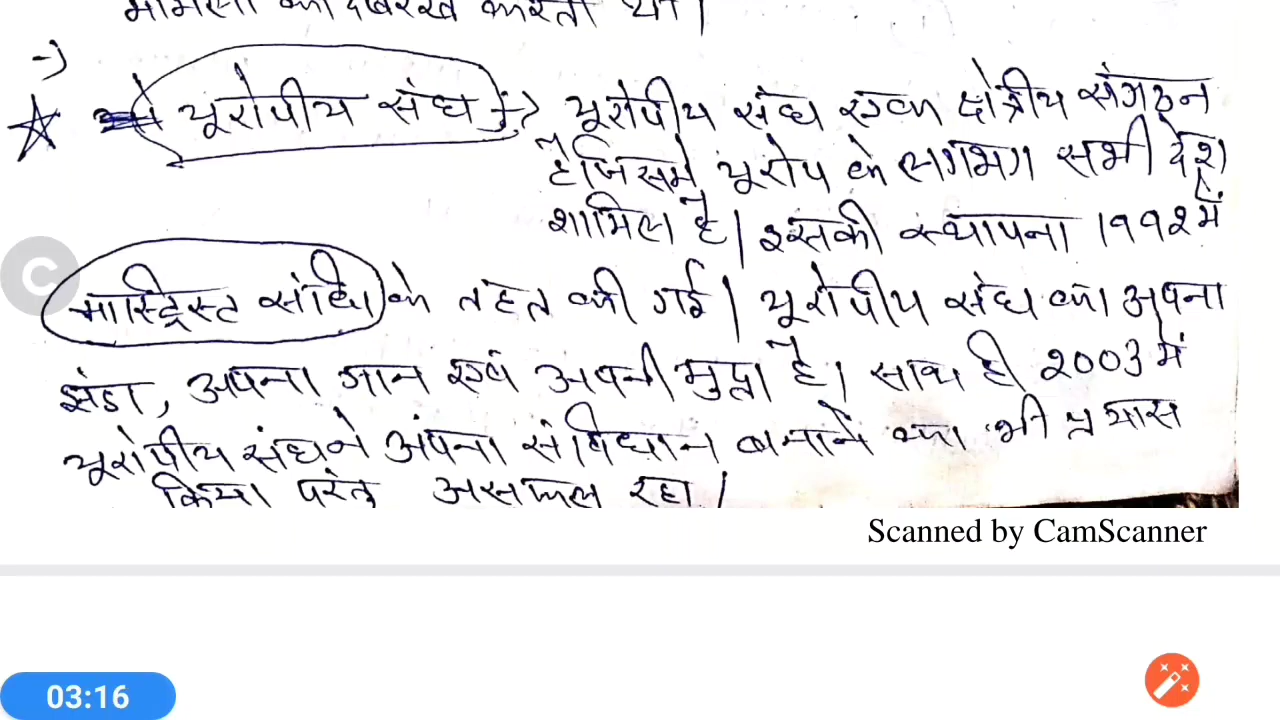 मामलो की देखरेख करती थी।
→
यूरोपीय संघ :-> यूरोपीय संघ एक क्षेत्रीय संगठन
है जिसमे यूरोप के लगभग सभी देश
शामिल है। इसकी स्थापना 1992 में
मास्ट्रिस्ट संधि के तहत की गई। यूरोपीय संघ का अपना
झंडा, अपना गान एवं अपनी मुद्रा है। साथ ही 2003 में
यूरोपीय संघ ने अपना संविधान बनाने का भी प्रयास
किया परंतु असफल रहा।
Scanned by CamScanner
C
03:16